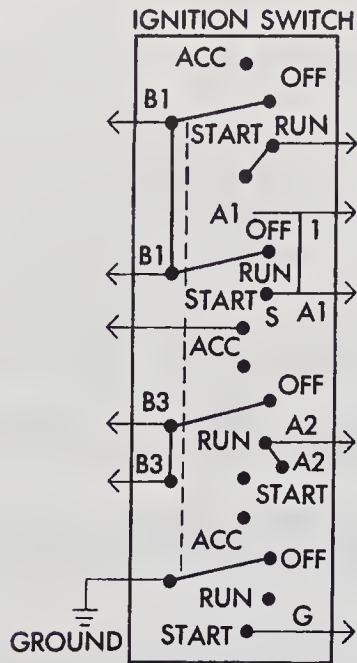 IGNITION SWITCH
ACC
OFF
B1
START RUN
A1
OFF 1
B1
RUN
START
S A1
ACC
OFF
B3
RUN A2
A2
B3
START
ACC
OFF
RUN
G
GROUND START